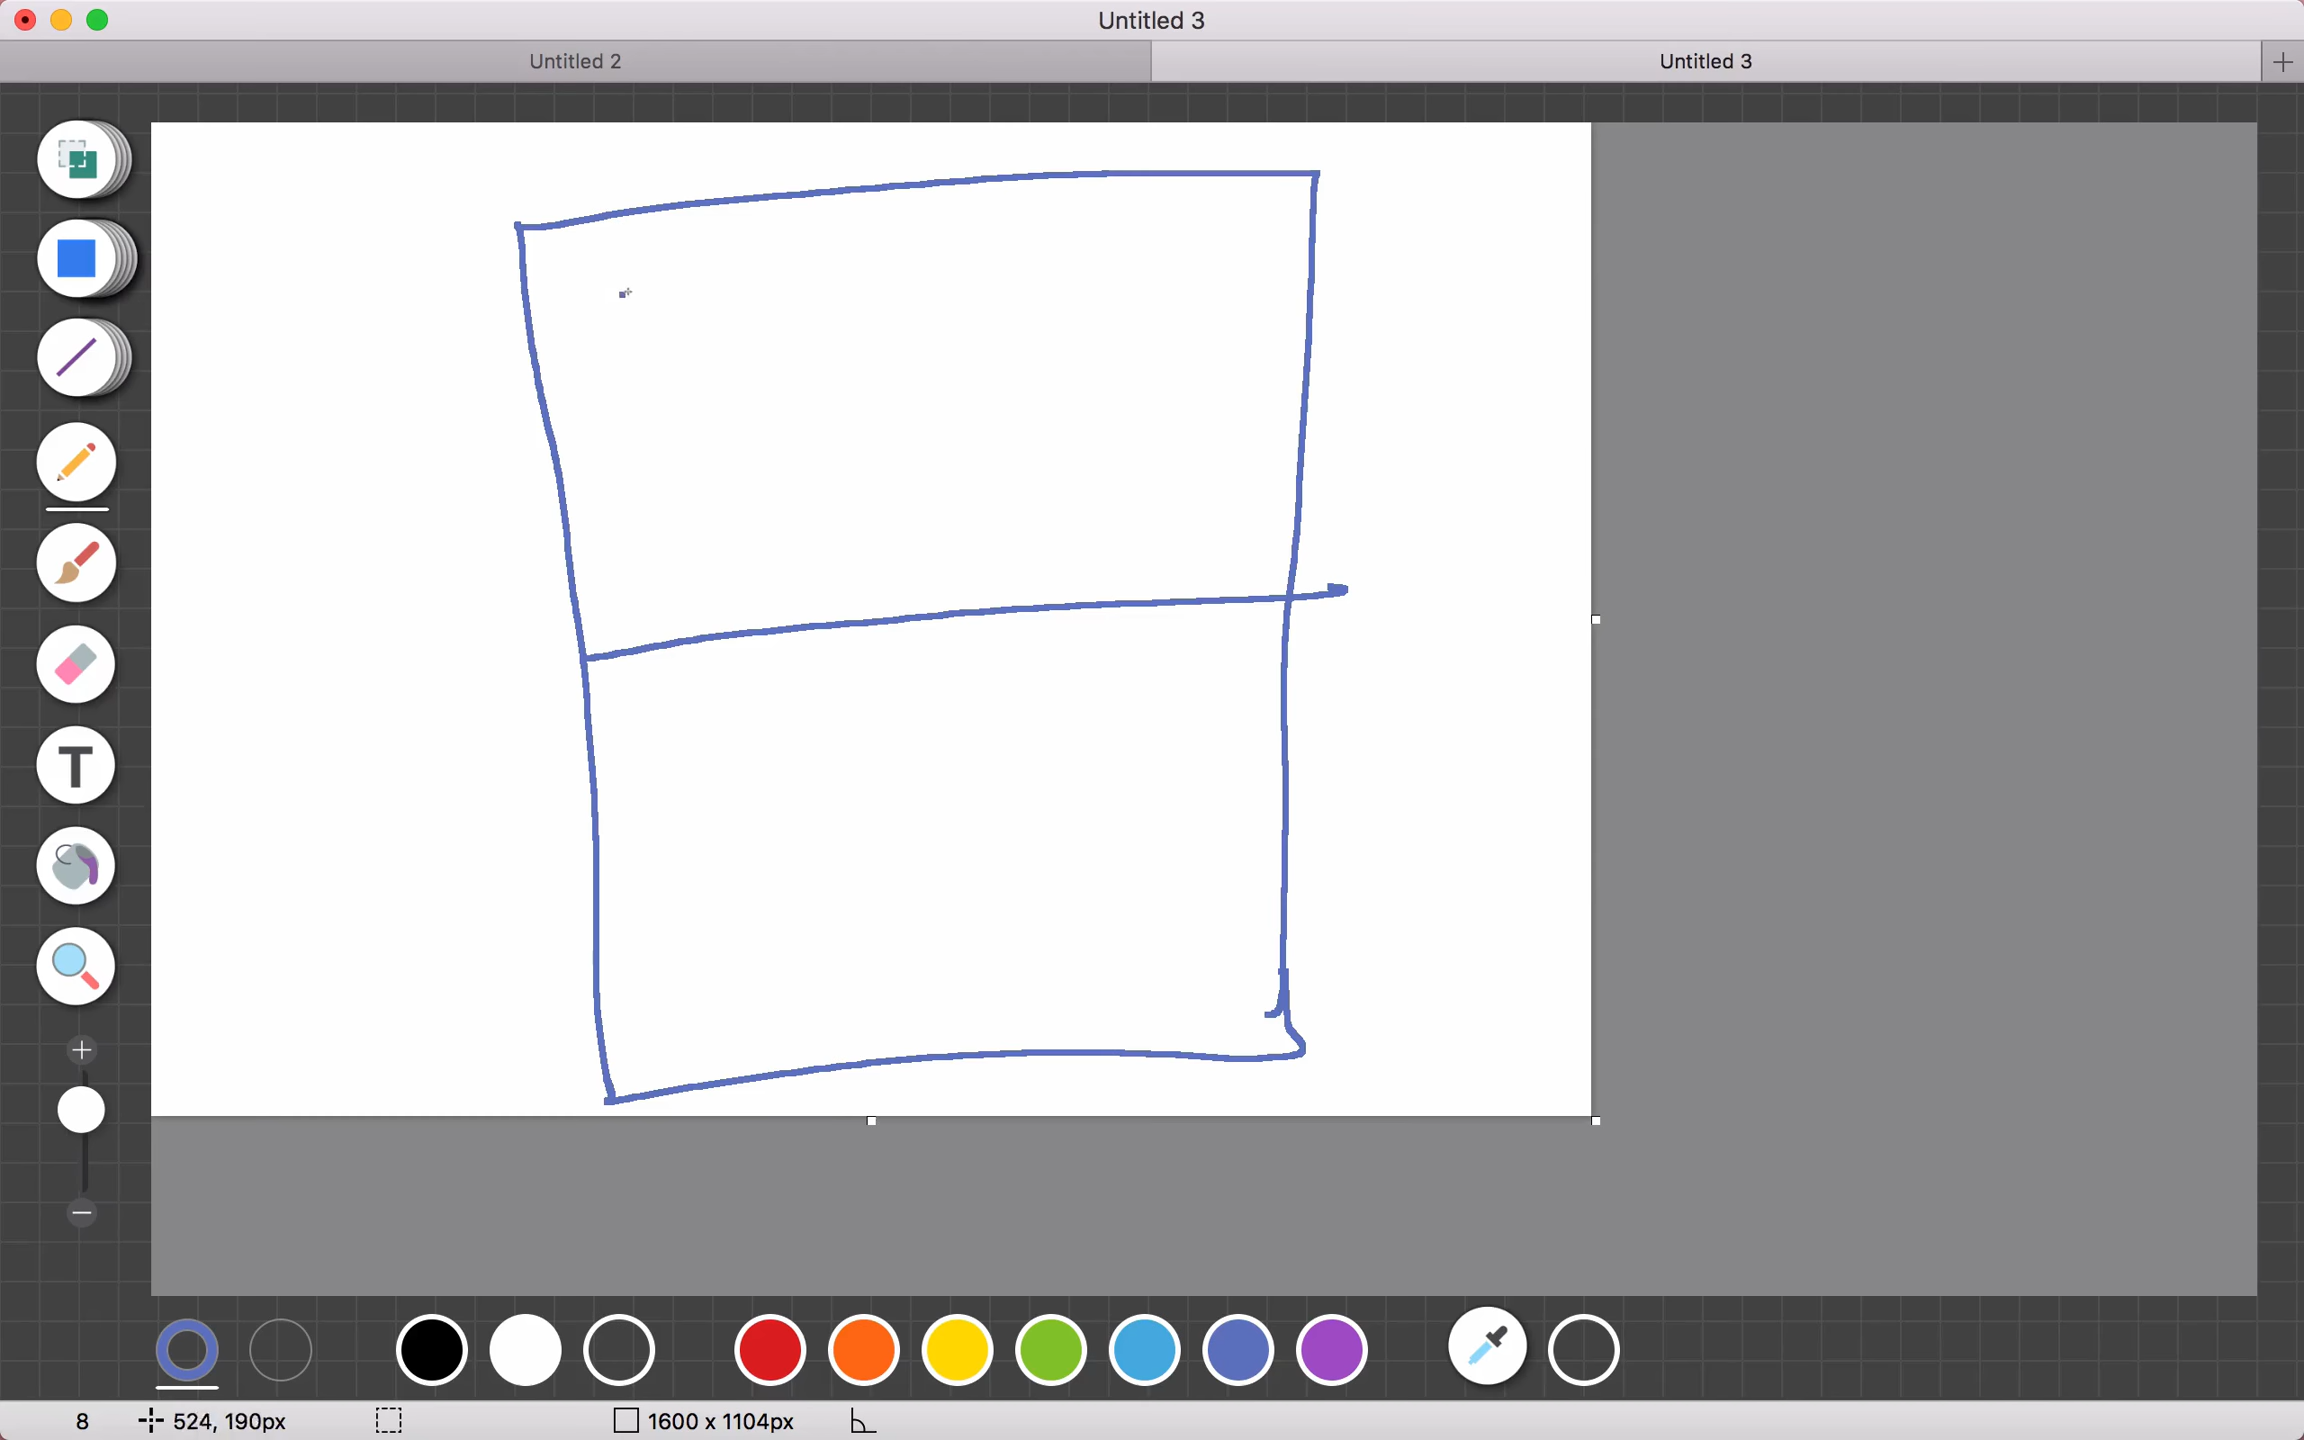 Untitled 3
Untitled 2
Untitled 3
T
8
524, 190px
1600 x 1104px